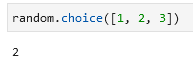 random.choice([1, 2, 3])
2